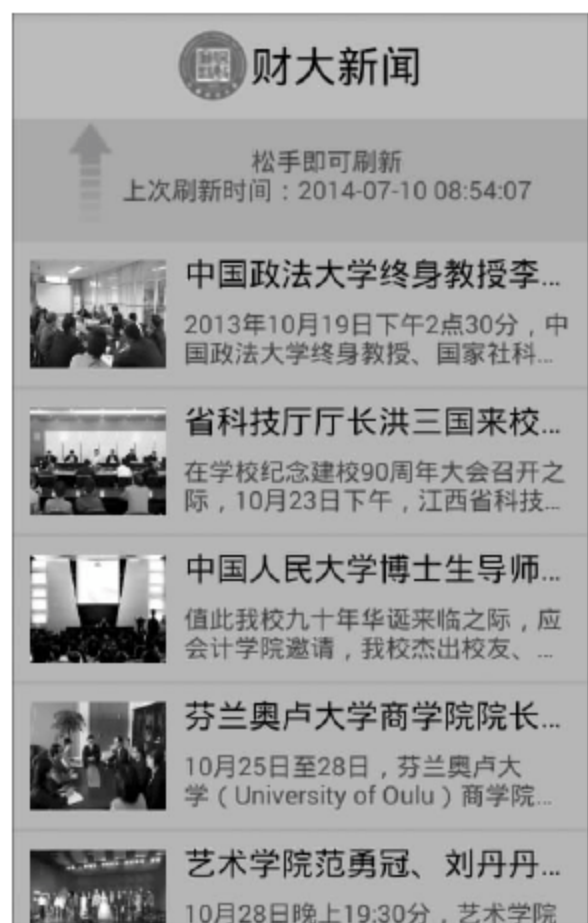 财大新闻
松手即可刷新
上次刷新时间：2014-07-10 08:54:07
中国政法大学终身教授李...
2013年10月19日下午2点30分，中
国政法大学终身教授、国家社科...
省科技厅厅长洪三国来校...
在学校纪念建校90周年大会召开之
际，10月23日下午，江西省科技...
中国人民大学博士生导师...
值此我校九十年华诞来临之际，应
会计学院邀请，我校杰出校友、...
芬兰奥卢大学商学院院长...
10月25日至28日，芬兰奥卢大
学（University of Oulu）商学院...
艺术学院范勇冠、刘丹丹...
10月28日晚上19:30分，艺术学院